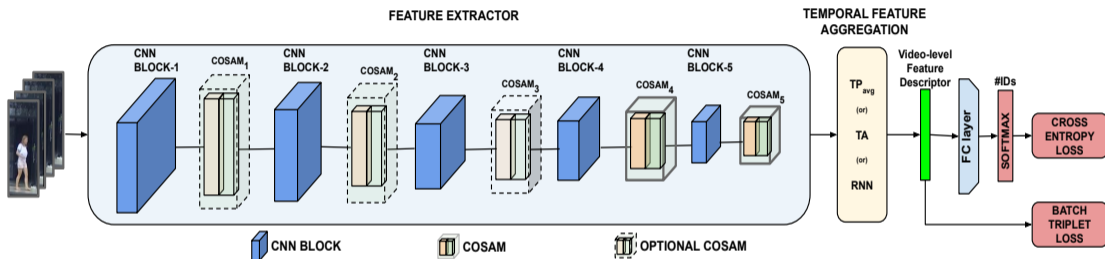 FEATURE EXTRACTOR
TEMPORAL FEATURE
AGGREGATION
CNN
BLOCK-1
COSAM1
CNN
BLOCK-2
COSAM2
CNN
BLOCK-3
COSAM3
CNN
BLOCK-4
COSAM4
CNN
BLOCK-5
COSAM5
TPavg
(or)
TA
(or)
RNN
Video-level
Feature
Descriptor
FC layer
#IDs
SOFTMAX
CROSS
ENTROPY
LOSS
BATCH
TRIPLET
LOSS
CNN BLOCK
COSAM
OPTIONAL COSAM